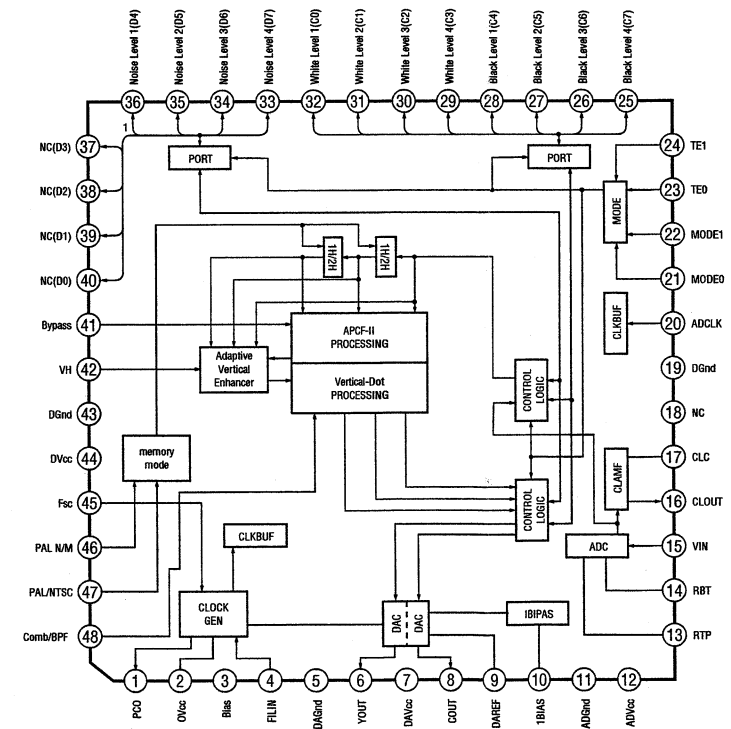 Noise Level 1(D4)
Noise Level 2(D5)
Noise Level 3(D6)
Noise Level 4(D7)
White Level 1(C0)
White Level 2(C1)
White Level 3(C2)
White Level 4(C3)
Black Level 1(C4)
Black Level 2(C5)
Black Level 3(C6)
Black Level 4(C7)
36 35 34 33 32 31 30 29 28 27 26 25
1
NC(D3) 37
NC(D2) 38
NC(D1) 39
NC(D0) 40
Bypass 41
VH 42
DGnd 43
DVcc 44
Fsc 45
PAL N/M 46
PAL/NTSC 47
Comb/BPF 48
PORT
PORT
MODE
1H/2H
1H/2H
CLKBUF
APCF-II
PROCESSING
Adaptive
Vertical
Enhancer
Vertical-Dot
PROCESSING
CONTROL
LOGIC
memory
mode
CONTROL
LOGIC
CLAMF
CLKBUF
ADC
CLOCK
GEN
DAC
DAC
IBIPAS
24 TE1
23 TE0
22 MODE1
21 MODE0
20 ADCLK
19 DGnd
18 NC
17 CLC
16 CLOUT
15 VIN
14 RBT
13 RTP
1 2 3 4 5 6 7 8 9 10 11 12
PCO
OVcc
Bias
FILIN
DAGnd
YOUT
DAVcc
COUT
DAREF
1BIAS
ADGnd
ADVcc